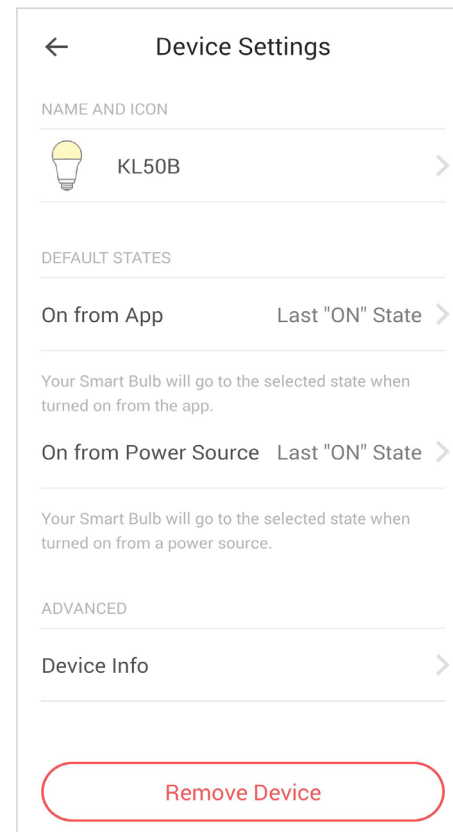 Device Settings
NAME AND ICON
KL50B
DEFAULT STATES
On from App Last "ON" State
Your Smart Bulb will go to the selected state when
turned on from the app.
On from Power Source Last "ON" State
Your Smart Bulb will go to the selected state when
turned on from a power source.
ADVANCED
Device Info
Remove Device